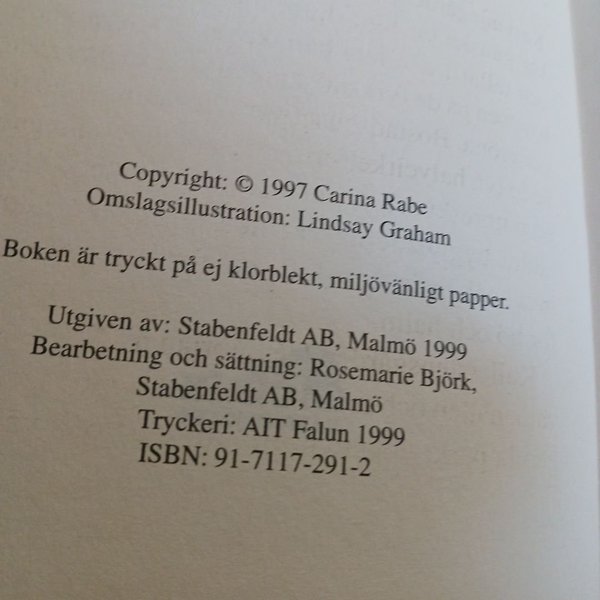 Copyright: © 1997 Carina Rabe
Omslagsillustration: Lindsay Graham
Boken är tryckt på ej klorblekt, miljövänligt papper.
Utgiven av: Stabenfeldt AB, Malmö 1999
Bearbetning och sättning: Rosemarie Björk,
Stabenfeldt AB, Malmö
Tryckeri: AIT Falun 1999
ISBN: 91-7117-291-2